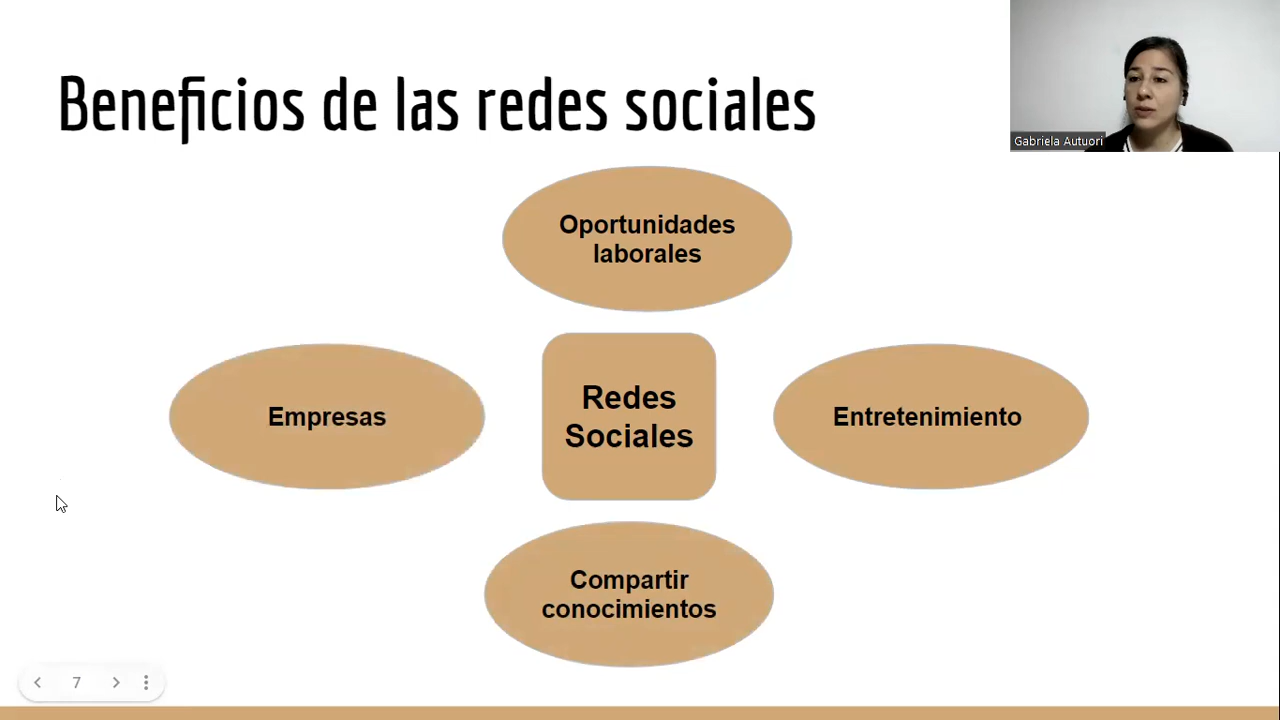 Beneficios de las redes sociales
Gabriela Autuori
Oportunidades
laborales
Empresas
Redes
Sociales
Entretenimiento
Compartir
conocimientos
7